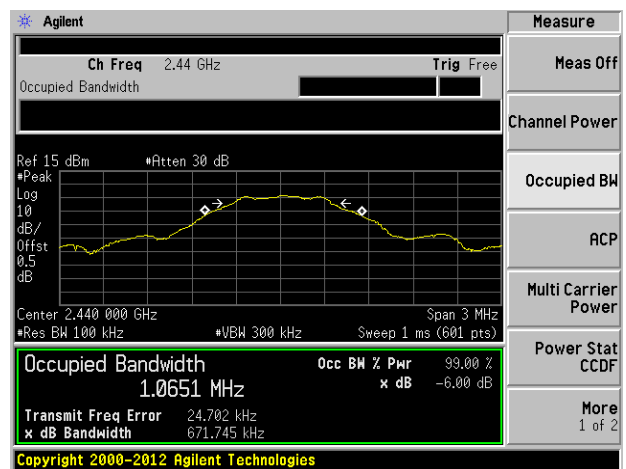 Agilent
Measure
Ch Freq 2.44 GHz Trig Free
Occupied Bandwidth
Meas Off
Channel Power
Occupied BW
ACP
Multi Carrier
Power
Power Stat
CCDF
More
1 of 2
Ref 15 dBm #Atten 30 dB
#Peak
Log
10
dB/
Offst
0.5
dB
Center 2.440 000 GHz Span 3 MHz
#Res BW 100 kHz #VBW 300 kHz Sweep 1 ms (601 pts)
Occupied Bandwidth Occ BW % Pwr 99.00 %
1.0651 MHz x dB -6.00 dB
Transmit Freq Error 24.702 kHz
x dB Bandwidth 671.745 kHz
Copyright 2000-2012 Agilent Technologies